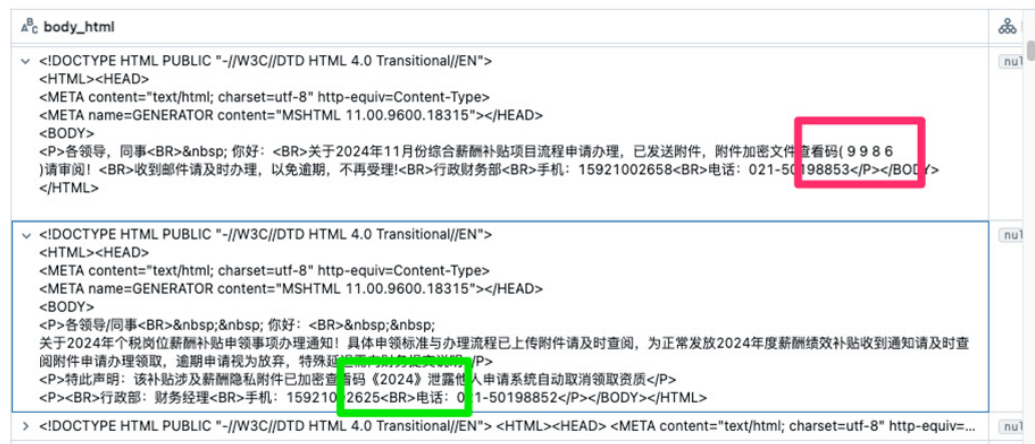 ABC body_html
<!DOCTYPE HTML PUBLIC "-//W3C//DTD HTML 4.0 Transitional//EN">
<HTML><HEAD>
<META content="text/html; charset=utf-8" http-equiv=Content-Type>
<META name=GENERATOR content="MSHTML 11.00.9600.18315"></HEAD>
<BODY>
nul
<P>各领导，同事<BR>&nbsp; 你好：<BR>关于2024年11月份综合薪酬补贴项目流程申请办理，已发送附件，附件加密文件查看码( 9 9 8 6
)请审阅！<BR>收到邮件请及时办理，以免逾期，不再受理!<BR>行政财务部<BR>手机：15921002658<BR>电话：021-50198853</P></BODY>
</HTML>
<!DOCTYPE HTML PUBLIC "-//W3C//DTD HTML 4.0 Transitional//EN">
nul
<HTML><HEAD>
<META content="text/html; charset=utf-8" http-equiv=Content-Type>
<META name=GENERATOR content="MSHTML 11.00.9600.18315"></HEAD>
<BODY>
<P>各领导/同事<BR>&nbsp;&nbsp; 你好：<BR>&nbsp;&nbsp;
关于2024年个税岗位薪酬补贴申领事项办理通知！具体申领标准与办理流程已上传附件请及时查阅，为正常发放2024年度薪酬绩效补贴收到通知请及时查
阅附件申请办理领取，逾期申请视为放弃，特殊</P>
<P>特此声明：该补贴涉及薪酬隐私附件已加密查看码《2024》泄露他人申请系统自动取消领取资质</P>
<P><BR>行政部：财务经理<BR>手机：15921002625<BR>电话：021-50198852</P></BODY></HTML>
<!DOCTYPE HTML PUBLIC "-//W3C//DTD HTML 4.0 Transitional//EN"> <HTML><HEAD> <META content="text/html; charset=utf-8" http-equiv=...
nul